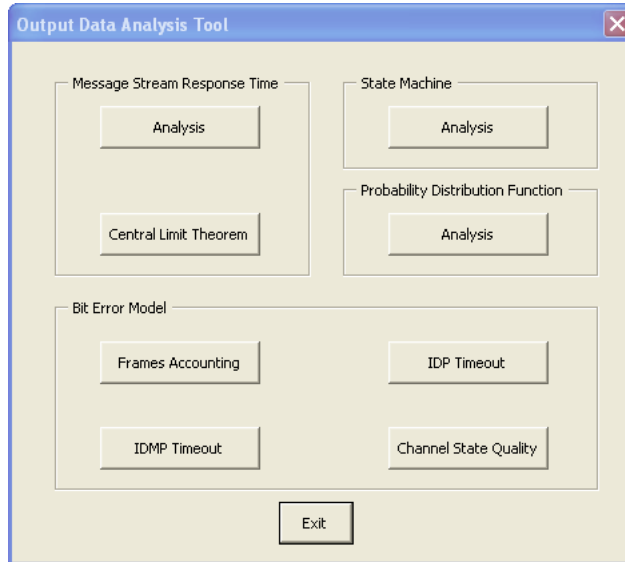 Output Data Analysis Tool
Message Stream Response Time
Analysis
Central Limit Theorem
State Machine
Analysis
Probability Distribution Function
Analysis
Bit Error Model
Frames Accounting
IDP Timeout
IDMP Timeout
Channel State Quality
Exit